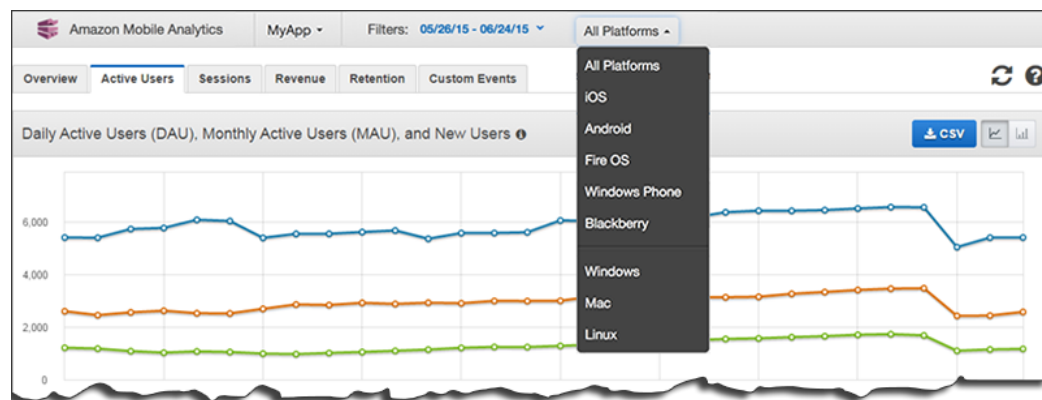 Amazon Mobile Analytics MyApp Filters: 05/26/15 - 06/24/15 All Platforms
Overview Active Users Sessions Revenue Retention Custom Events
Daily Active Users (DAU), Monthly Active Users (MAU), and New Users
CSV
All Platforms
iOS
Android
Fire OS
Windows Phone
Blackberry
Windows
Mac
Linux
6,000
4,000
2,000
0